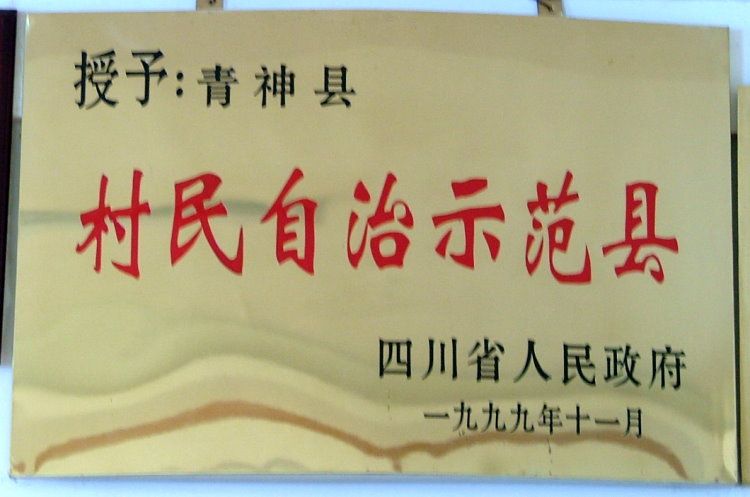 授予：青神县
村民自治示范县
四川省人民政府
一九九九年十一月